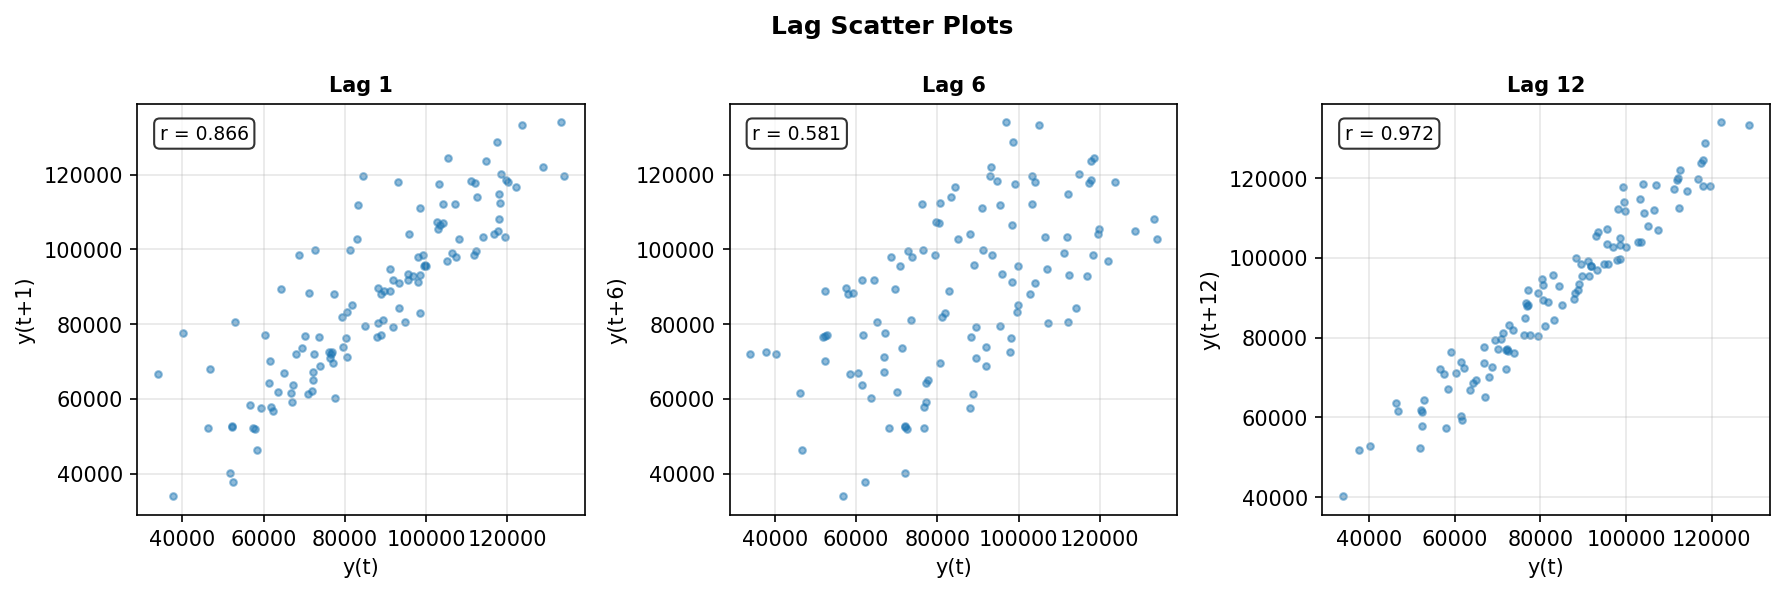 Lag Scatter Plots
Lag 1
r = 0.866
120000
100000
80000
60000
40000
y(t+1)
40000 60000 80000 100000 120000
y(t)
Lag 6
r = 0.581
120000
100000
80000
60000
40000
y(t+6)
40000 60000 80000 100000 120000
y(t)
Lag 12
r = 0.972
120000
100000
80000
60000
40000
y(t+12)
40000 60000 80000 100000 120000
y(t)